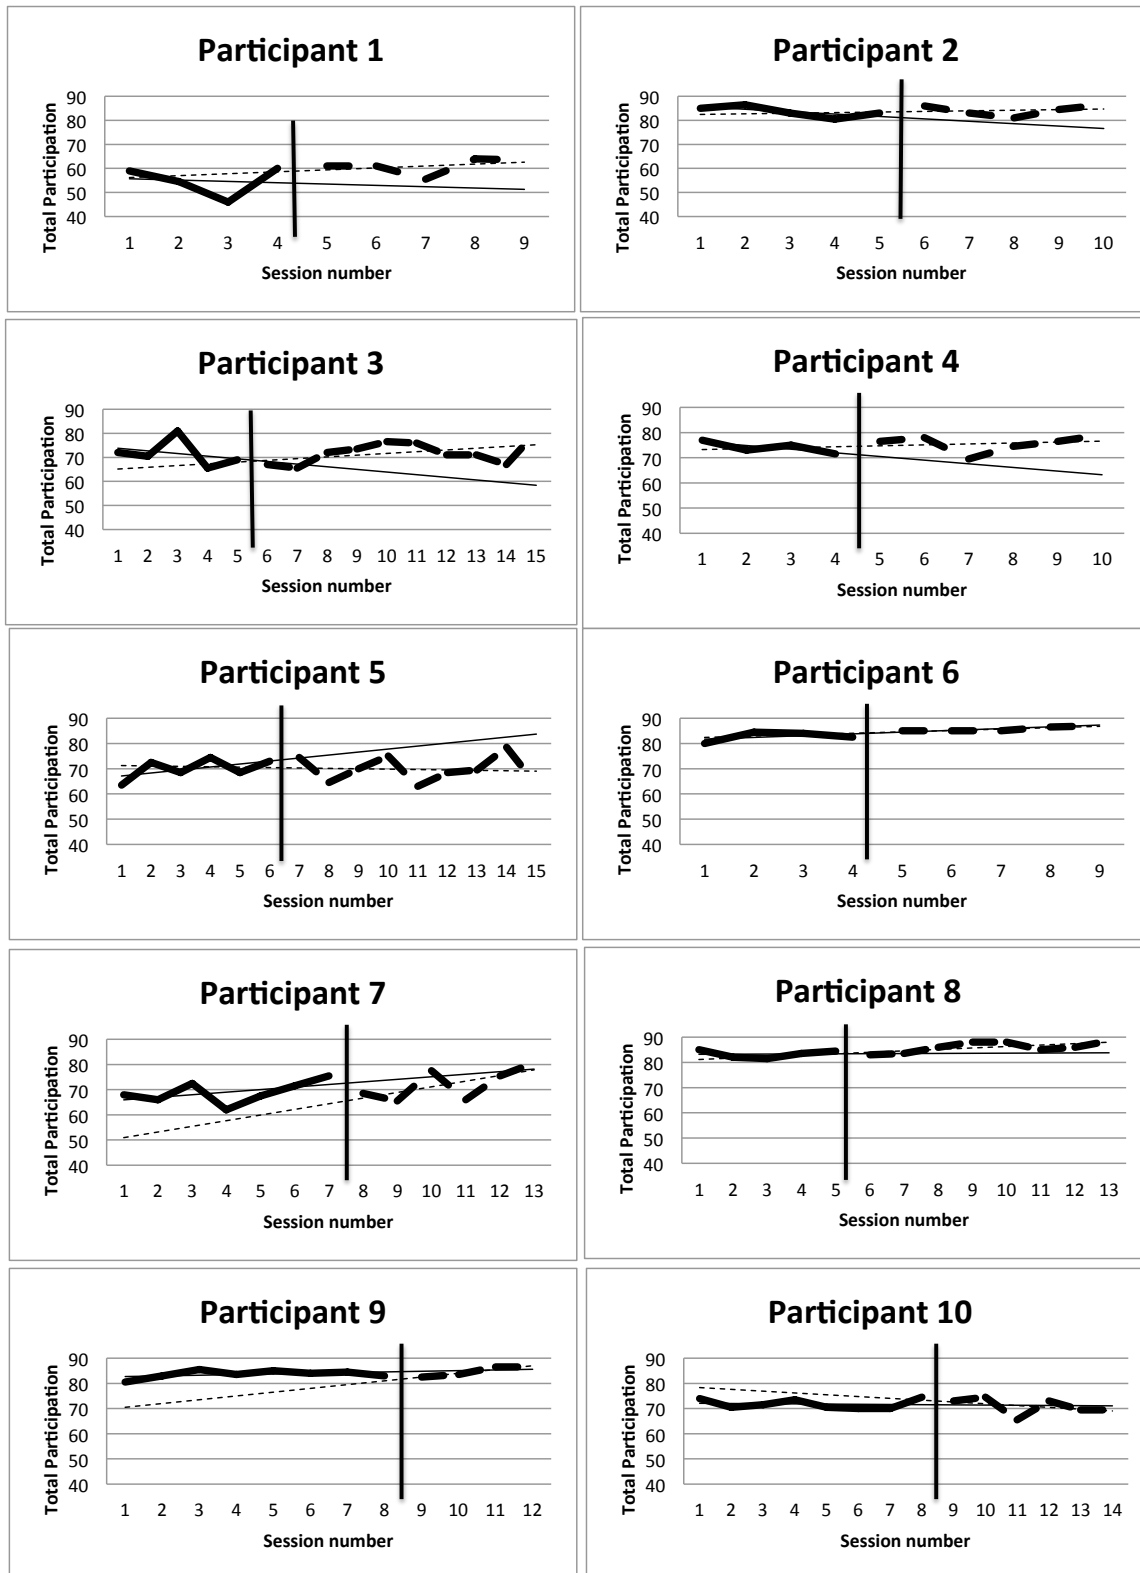 Participant 1
Total Participation
90
80
70
60
50
40
1 2 3 4 5 6 7 8 9
Session number
Participant 2
Total Participation
90
80
70
60
50
40
1 2 3 4 5 6 7 8 9 10
Session number
Participant 3
Total Participation
90
80
70
60
50
40
1 2 3 4 5 6 7 8 9 10 11 12 13 14 15
Session number
Participant 4
Total Participation
90
80
70
60
50
40
1 2 3 4 5 6 7 8 9 10
Session number
Participant 5
Total Participation
90
80
70
60
50
40
1 2 3 4 5 6 7 8 9 10 11 12 13 14 15
Session number
Participant 6
Total Participation
90
80
70
60
50
40
1 2 3 4 5 6 7 8 9
Session number
Participant 7
Total Participation
90
80
70
60
50
40
1 2 3 4 5 6 7 8 9 10 11 12 13
Session number
Participant 8
Total Participation
90
80
70
60
50
40
1 2 3 4 5 6 7 8 9 10 11 12 13
Session number
Participant 9
Total Participation
90
80
70
60
50
40
1 2 3 4 5 6 7 8 9 10 11 12
Session number
Participant 10
Total Participation
90
80
70
60
50
40
1 2 3 4 5 6 7 8 9 10 11 12 13 14
Session number